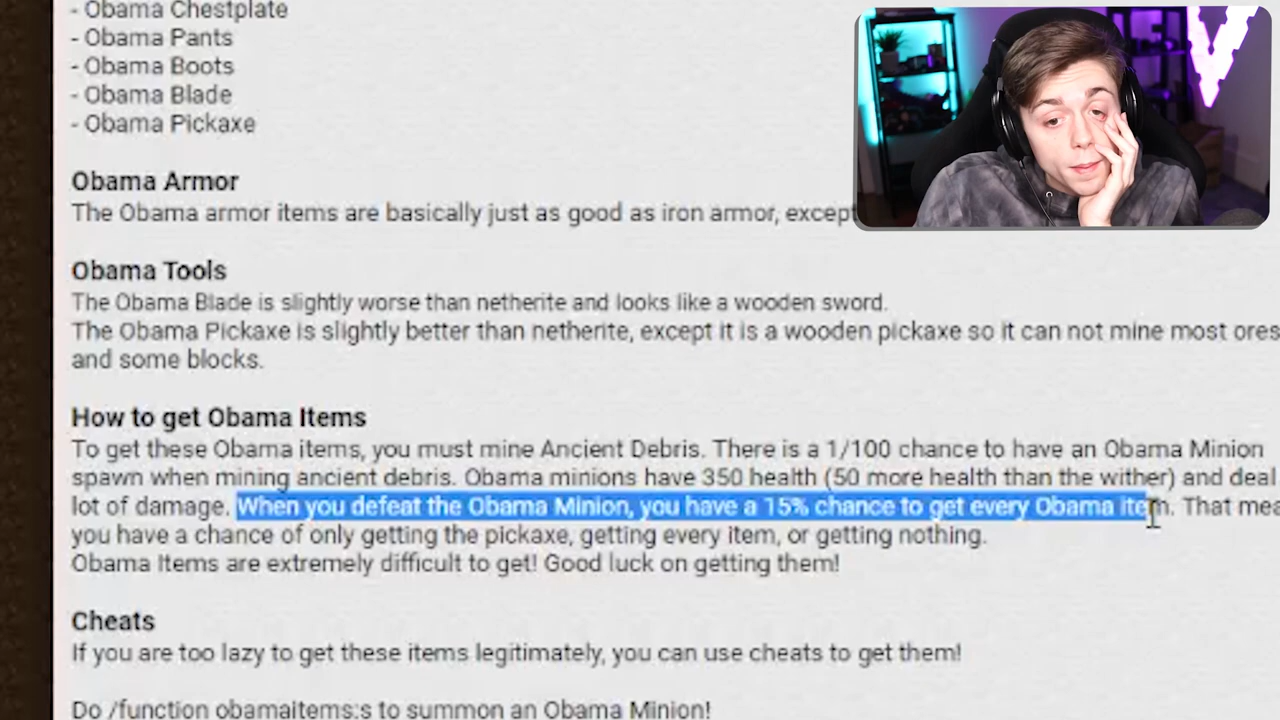 - Obama Chestplate
- Obama Pants
- Obama Boots
- Obama Blade
- Obama Pickaxe
Obama Armor
The Obama armor items are basically just as good as iron armor, except
Obama Tools
The Obama Blade is slightly worse than netherite and looks like a wooden sword.
The Obama Pickaxe is slightly better than netherite, except it is a wooden pickaxe so it can not mine most ores
and some blocks.
How to get Obama Items
To get these Obama items, you must mine Ancient Debris. There is a 1/100 chance to have an Obama Minion
spawn when mining ancient debris. Obama minions have 350 health (50 more health than the wither) and deal
lot of damage. When you defeat the Obama Minion, you have a 15% chance to get every Obama item. That mea
you have a chance of only getting the pickaxe, getting every item, or getting nothing.
Obama Items are extremely difficult to get! Good luck on getting them!
Cheats
If you are too lazy to get these items legitimately, you can use cheats to get them!
Do /function obamaitems:s to summon an Obama Minion!